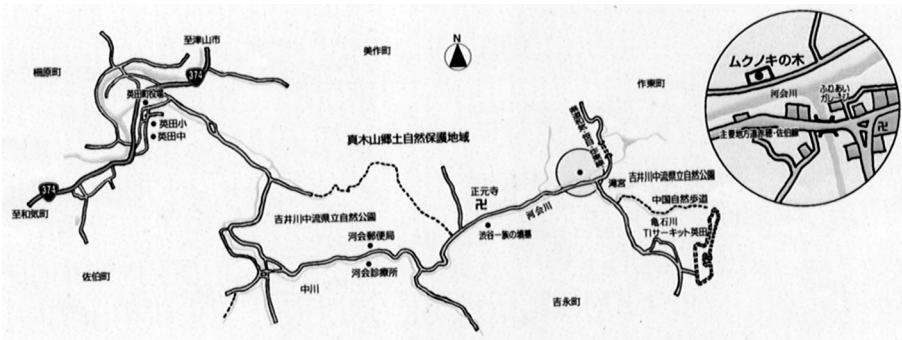 至津山市
美作町
N
柵原町
374
英田町役場
英田小
英田中
作東町
ムクノキの木
河会川
ふれあい
ガレージ
主要地方道赤穂・佐伯線
卍
真木山郷土自然保護地域
374
至和気町
正元寺
卍
吉井川中流県立自然公園
滝宮
河会川
中国自然歩道
吉井川中流県立自然公園
渋谷一族の墳墓
亀石川
TIサーキット英田
河会郵便局
河会診療所
佐伯町
中川
吉永町